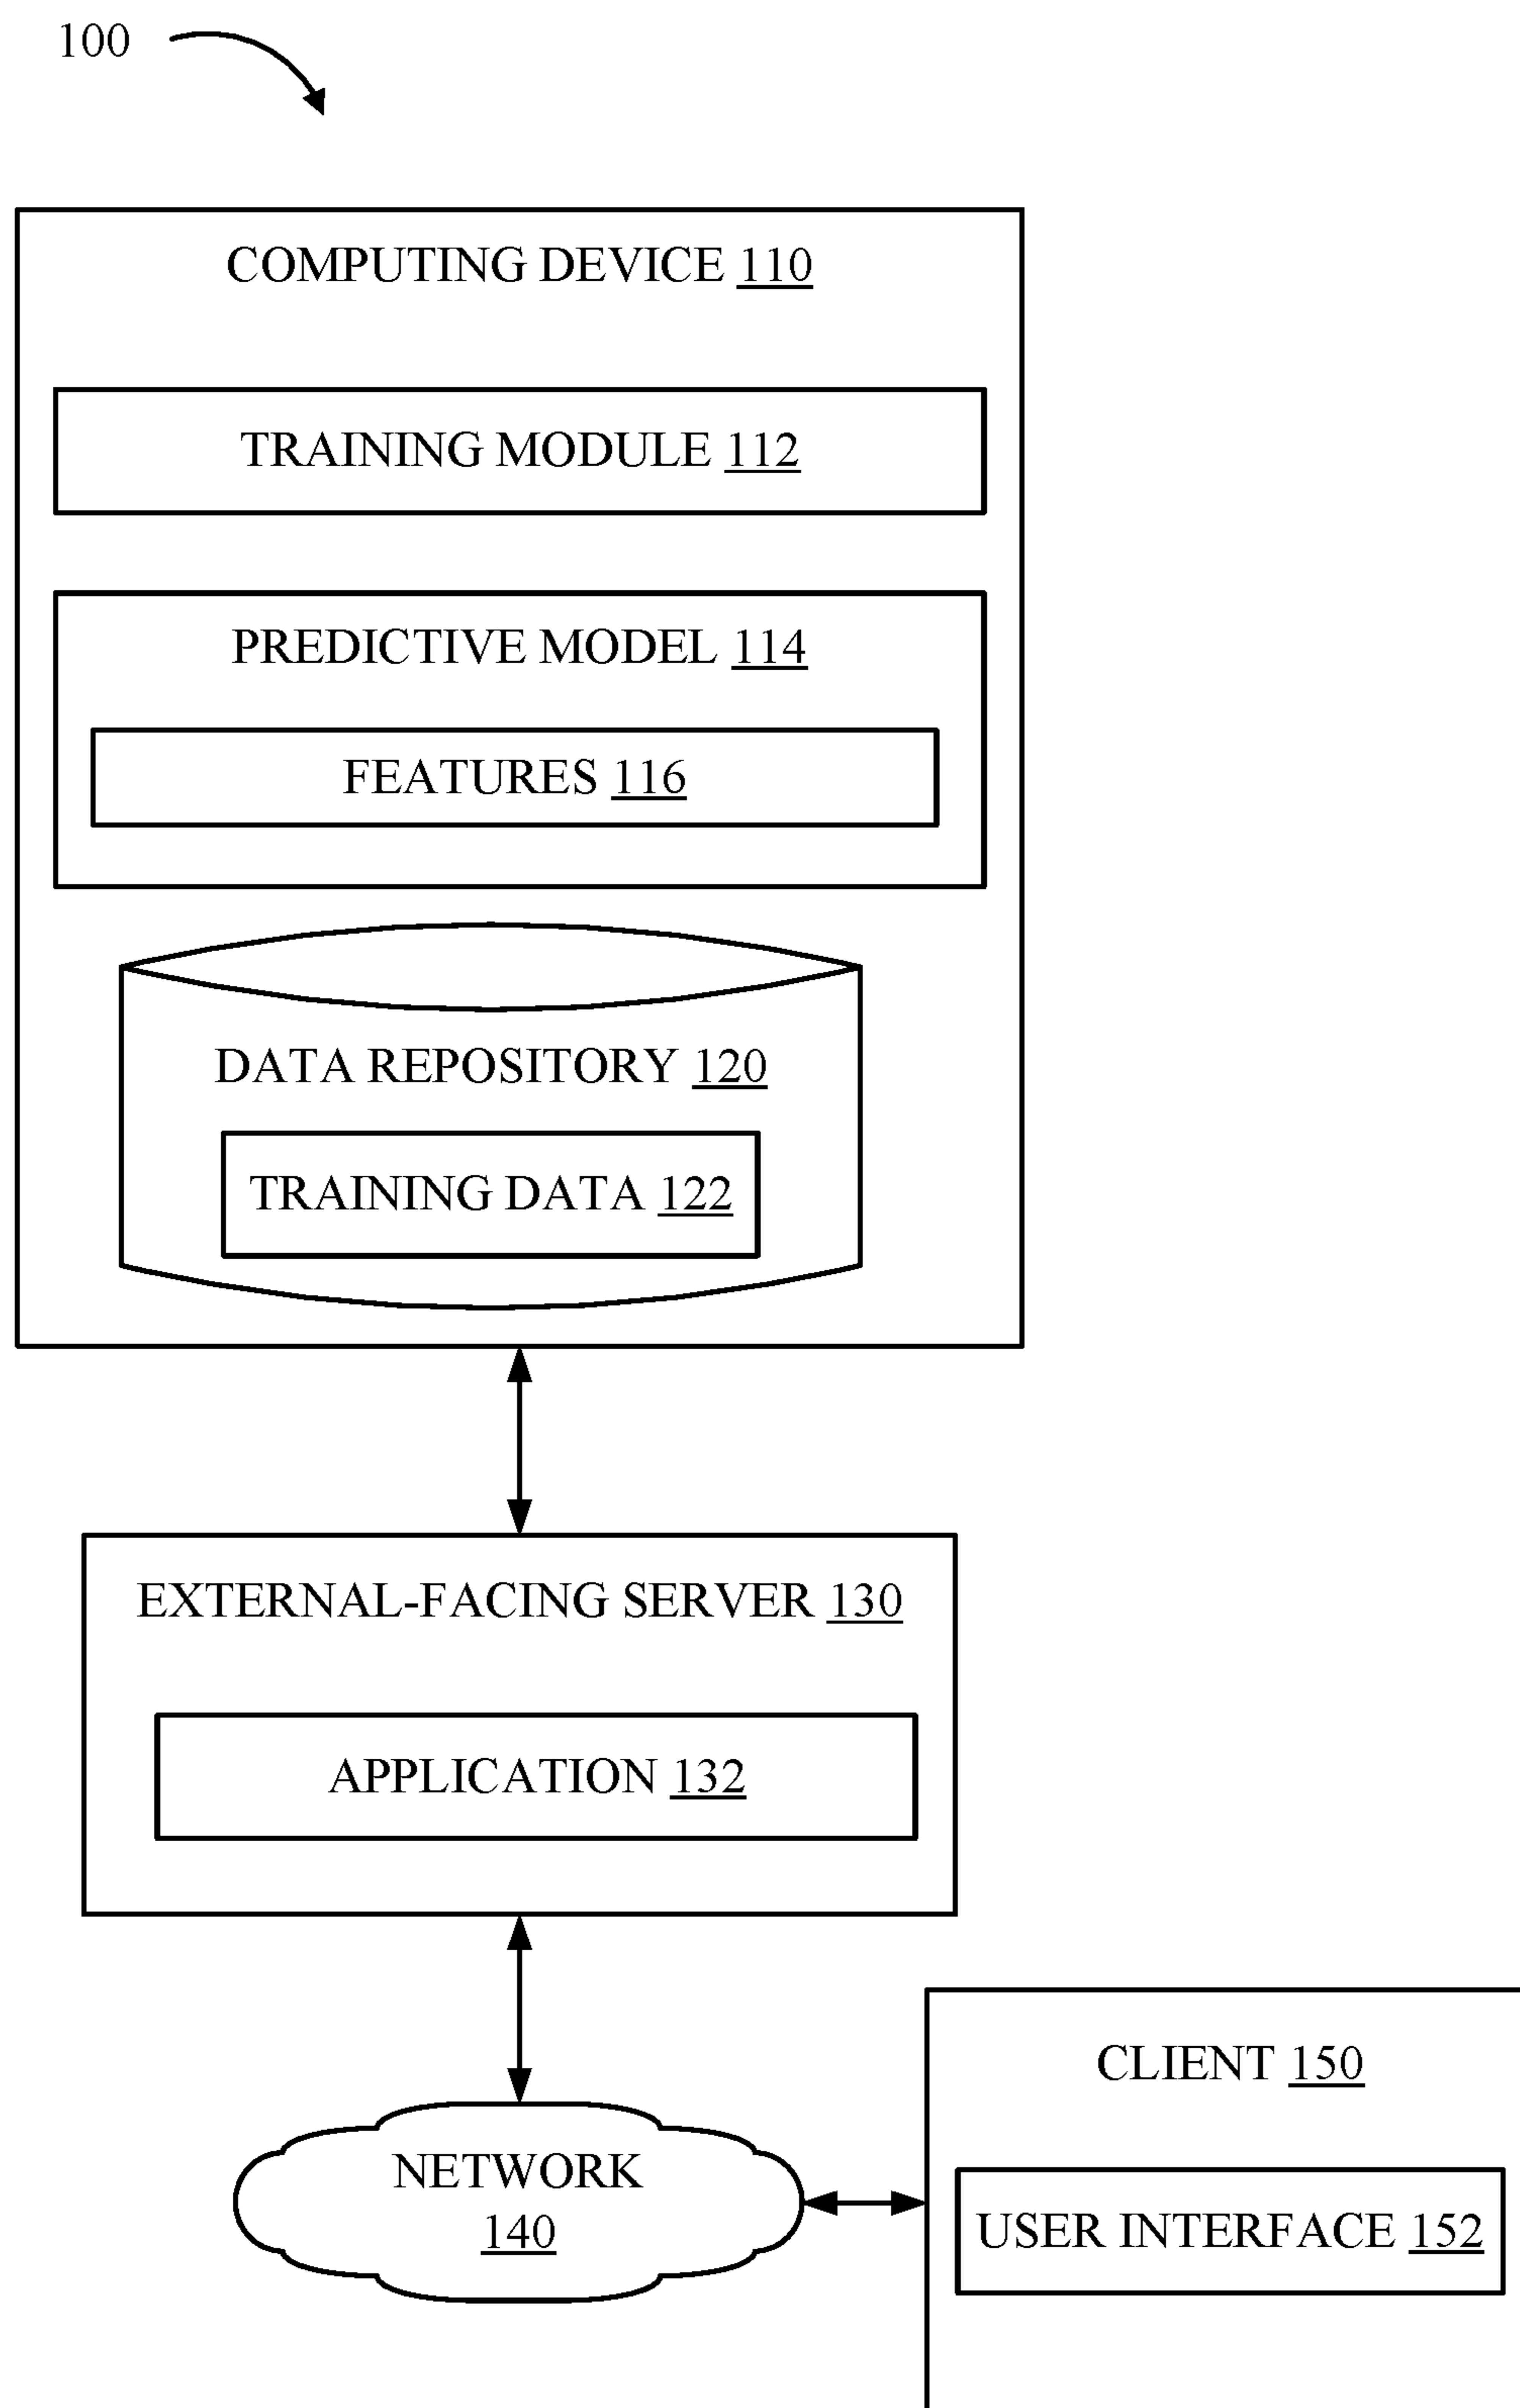 100
COMPUTING DEVICE 110
TRAINING MODULE 112
PREDICTIVE MODEL 114
FEATURES 116
DATA REPOSITORY 120
TRAINING DATA 122
EXTERNAL-FACING SERVER 130
APPLICATION 132
NETWORK
140
CLIENT 150
USER INTERFACE 152